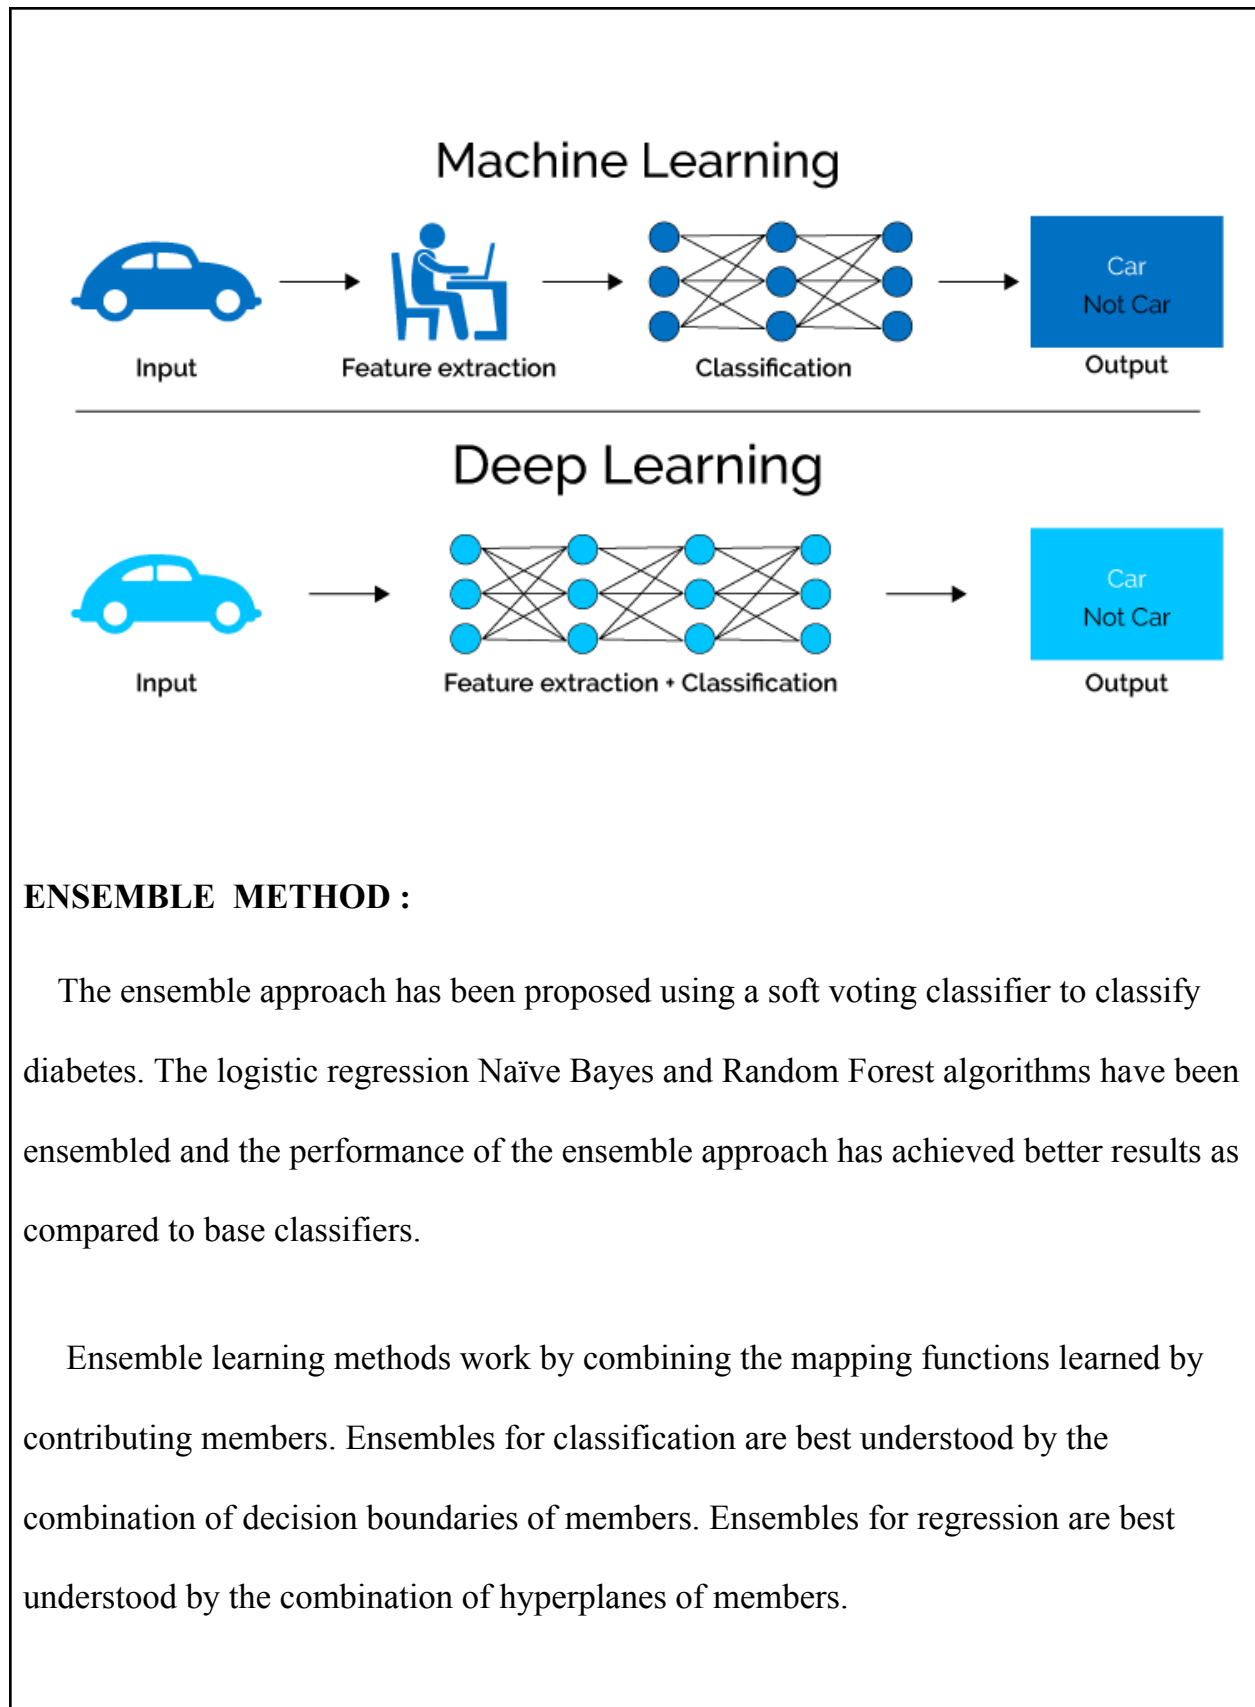 Machine Learning
Car
Not Car
Input
Feature extraction
Classification
Output
Deep Learning
Car
Not Car
Input
Feature extraction + Classification
Output
ENSEMBLE  METHOD :
The ensemble approach has been proposed using a soft voting classifier to classify
diabetes. The logistic regression Naïve Bayes and Random Forest algorithms have been
ensembled and the performance of the ensemble approach has achieved better results as
compared to base classifiers.
Ensemble learning methods work by combining the mapping functions learned by
contributing members. Ensembles for classification are best understood by the
combination of decision boundaries of members. Ensembles for regression are best
understood by the combination of hyperplanes of members.